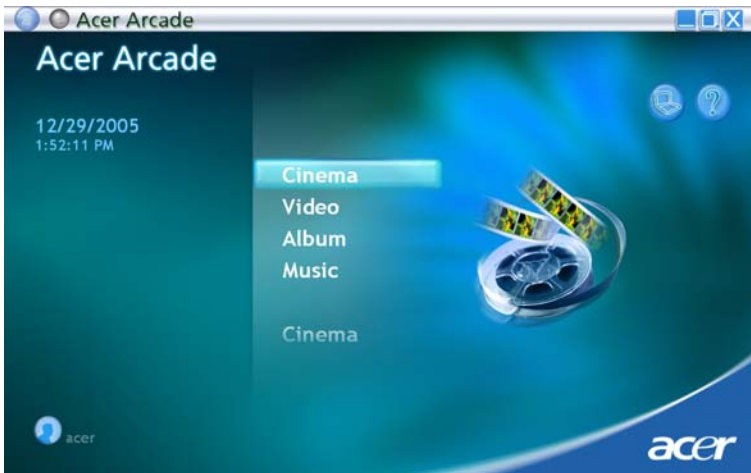 Acer Arcade
Acer Arcade
12/29/2005
1:52:11 PM
?
Cinema
Video
Album
Music
Cinema
acer
acer